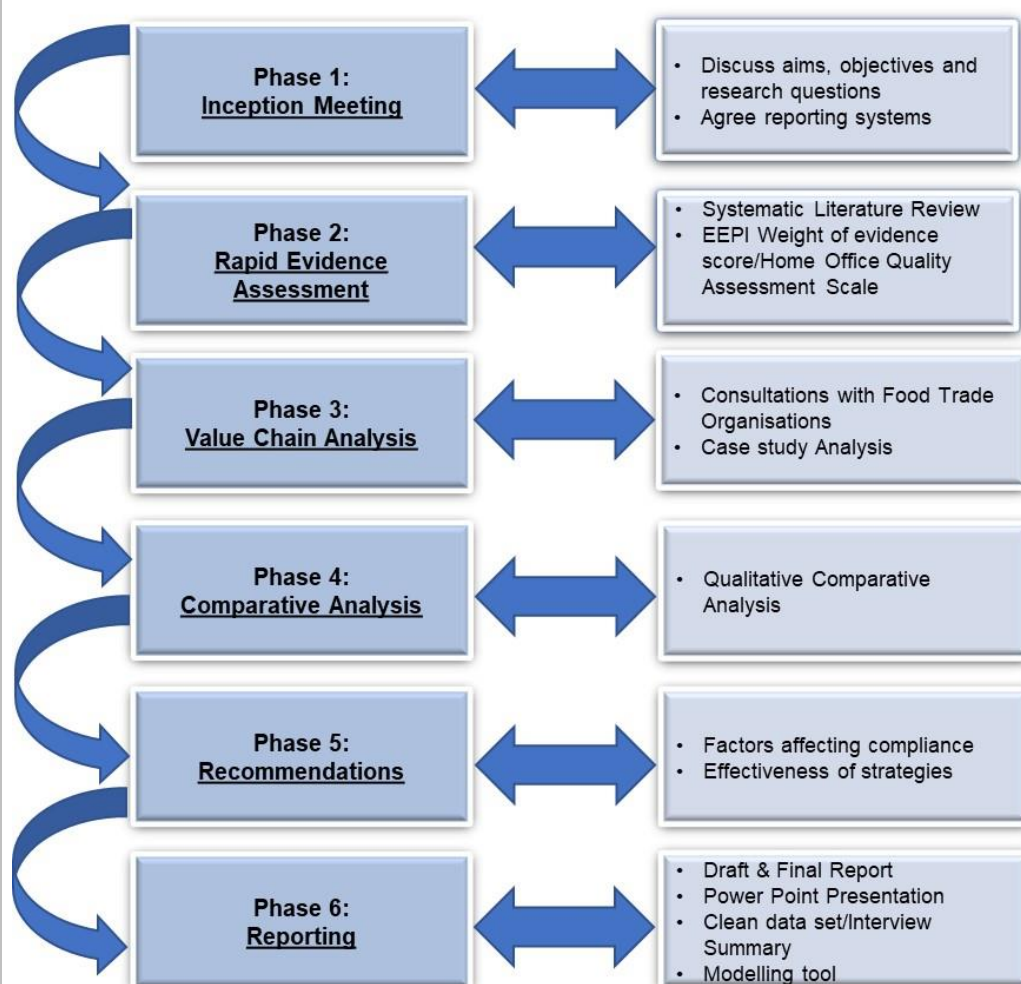 Phase 1:
Inception Meeting
• Discuss aims, objectives and
research questions
• Agree reporting systems
Phase 2:
Rapid Evidence
Assessment
• Systematic Literature Review
• EEPI Weight of evidence
score/Home Office Quality
Assessment Scale
Phase 3:
Value Chain Analysis
• Consultations with Food Trade
Organisations
• Case study Analysis
Phase 4:
Comparative Analysis
• Qualitative Comparative
Analysis
Phase 5:
Recommendations
• Factors affecting compliance
• Effectiveness of strategies
Phase 6:
Reporting
• Draft & Final Report
• Power Point Presentation
• Clean data set/Interview
Summary
• Modelling tool